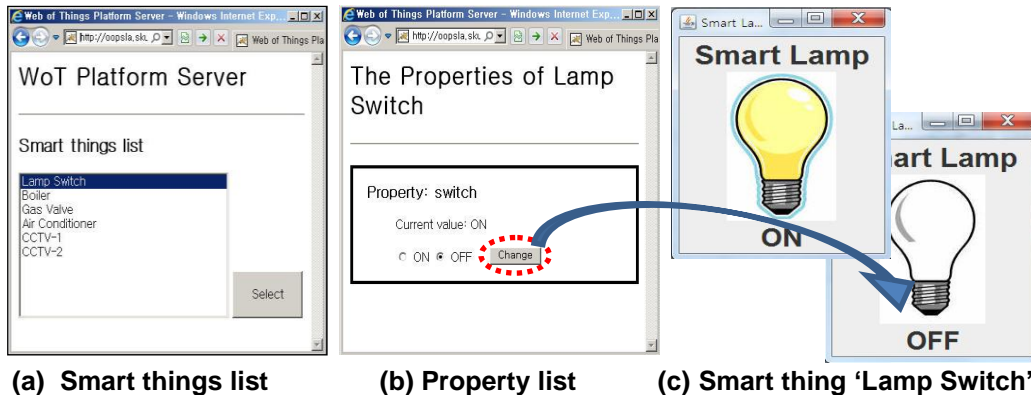 Web of Things Platform Server - Windows Internet Exp...
http://oopsla,sku,
Web of Things Pla
WoT Platform Server
Smart things list
Lamp Switch
Boiler
Gas Valve
Air Conditioner
CCTV-1
CCTV-2
Select
(a) Smart things list
Web of Things Platform Server - Windows Internet Exp...
http://oopsla,sku,
Web of Things Pla
The Properties of Lamp
Switch
Property: switch
Current value: ON
ON OFF Change
(b) Property list
Smart La...
Smart Lamp
ON
La...
art Lamp
OFF
(c) Smart thing 'Lamp Switch'